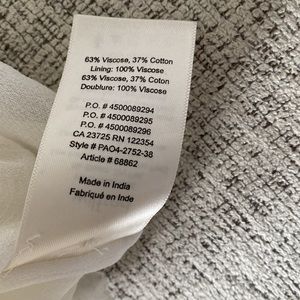 63% Viscose, 37% Cotton
Lining: 100% Viscose
63% Viscose, 37% Coton
Doublure: 100% Viscose
P.O. # 4500089294
P.O. # 4500089295
P.O. # 4500089296
CA 23725 RN 122354
Style # PAO4-2752-38
Article # 68862
Made in India
Fabriqué en Inde